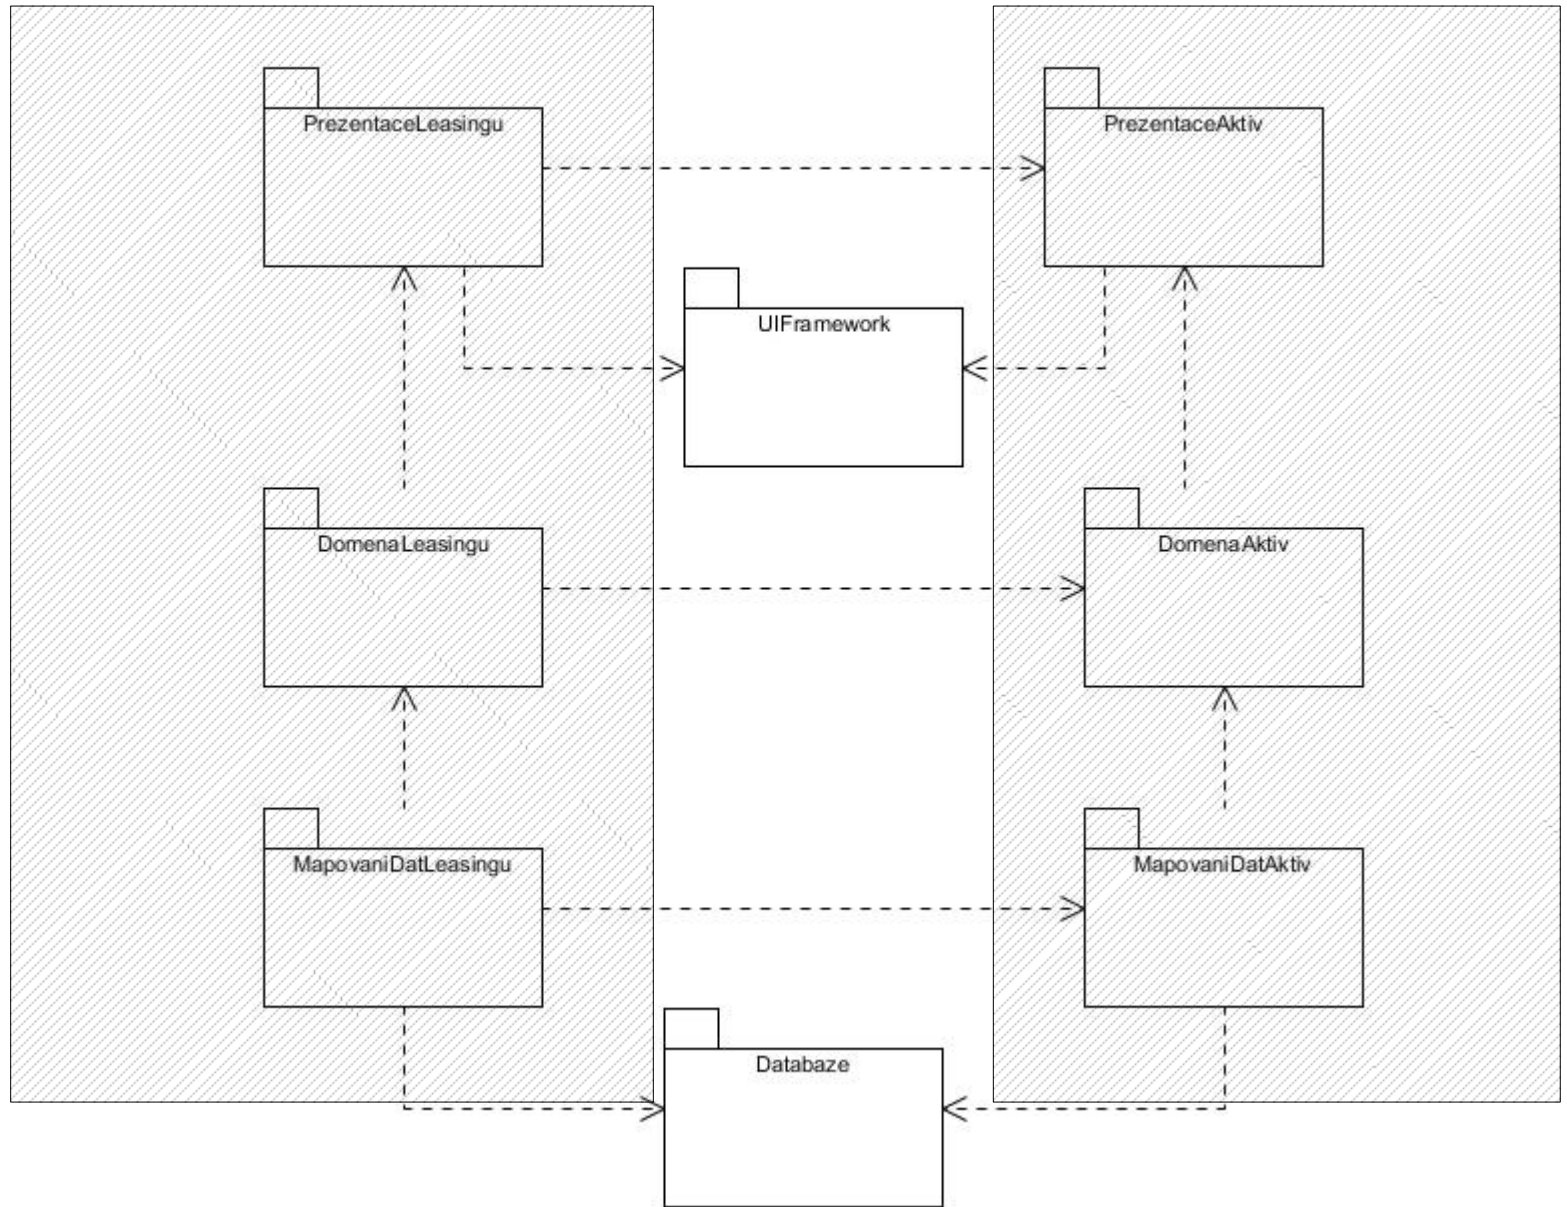 PrezentaceLeasingu
PrezentaceAktiv
UIFramework
DomenaLeasingu
DomenaAktiv
MapovaniDatLeasingu
MapovaniDatAktiv
Databaze